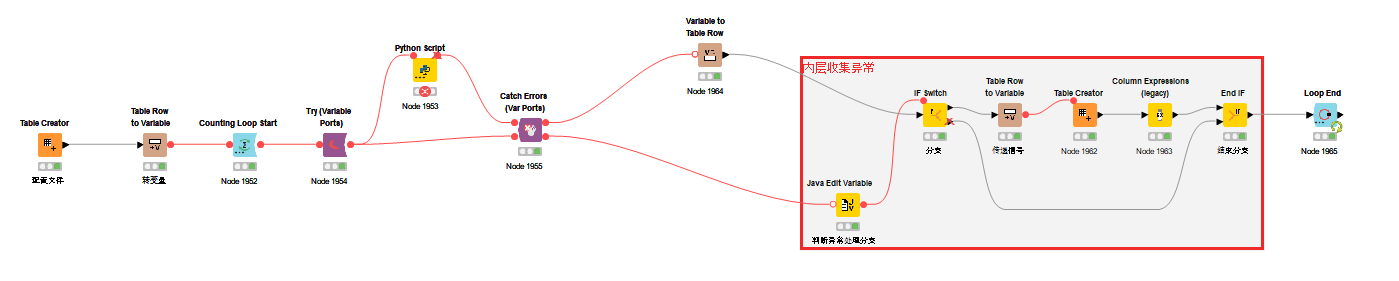 Variable to
Table Row
Node 1964
Python Script
Node 1953
内层收集异常
Table Creator
配置文件
Table Row
to Variable
转变量
Counting Loop Start
Node 1952
Try (Variable
Ports)
Node 1954
Catch Errors
(Var Ports)
Node 1955
IF Switch
分支
Table Row
to Variable
传送信号
Table Creator
Node 1962
Column Expressions
(legacy)
Node 1963
End IF
结束分支
Loop End
Node 1965
Java Edit Variable
判断异常处理分支